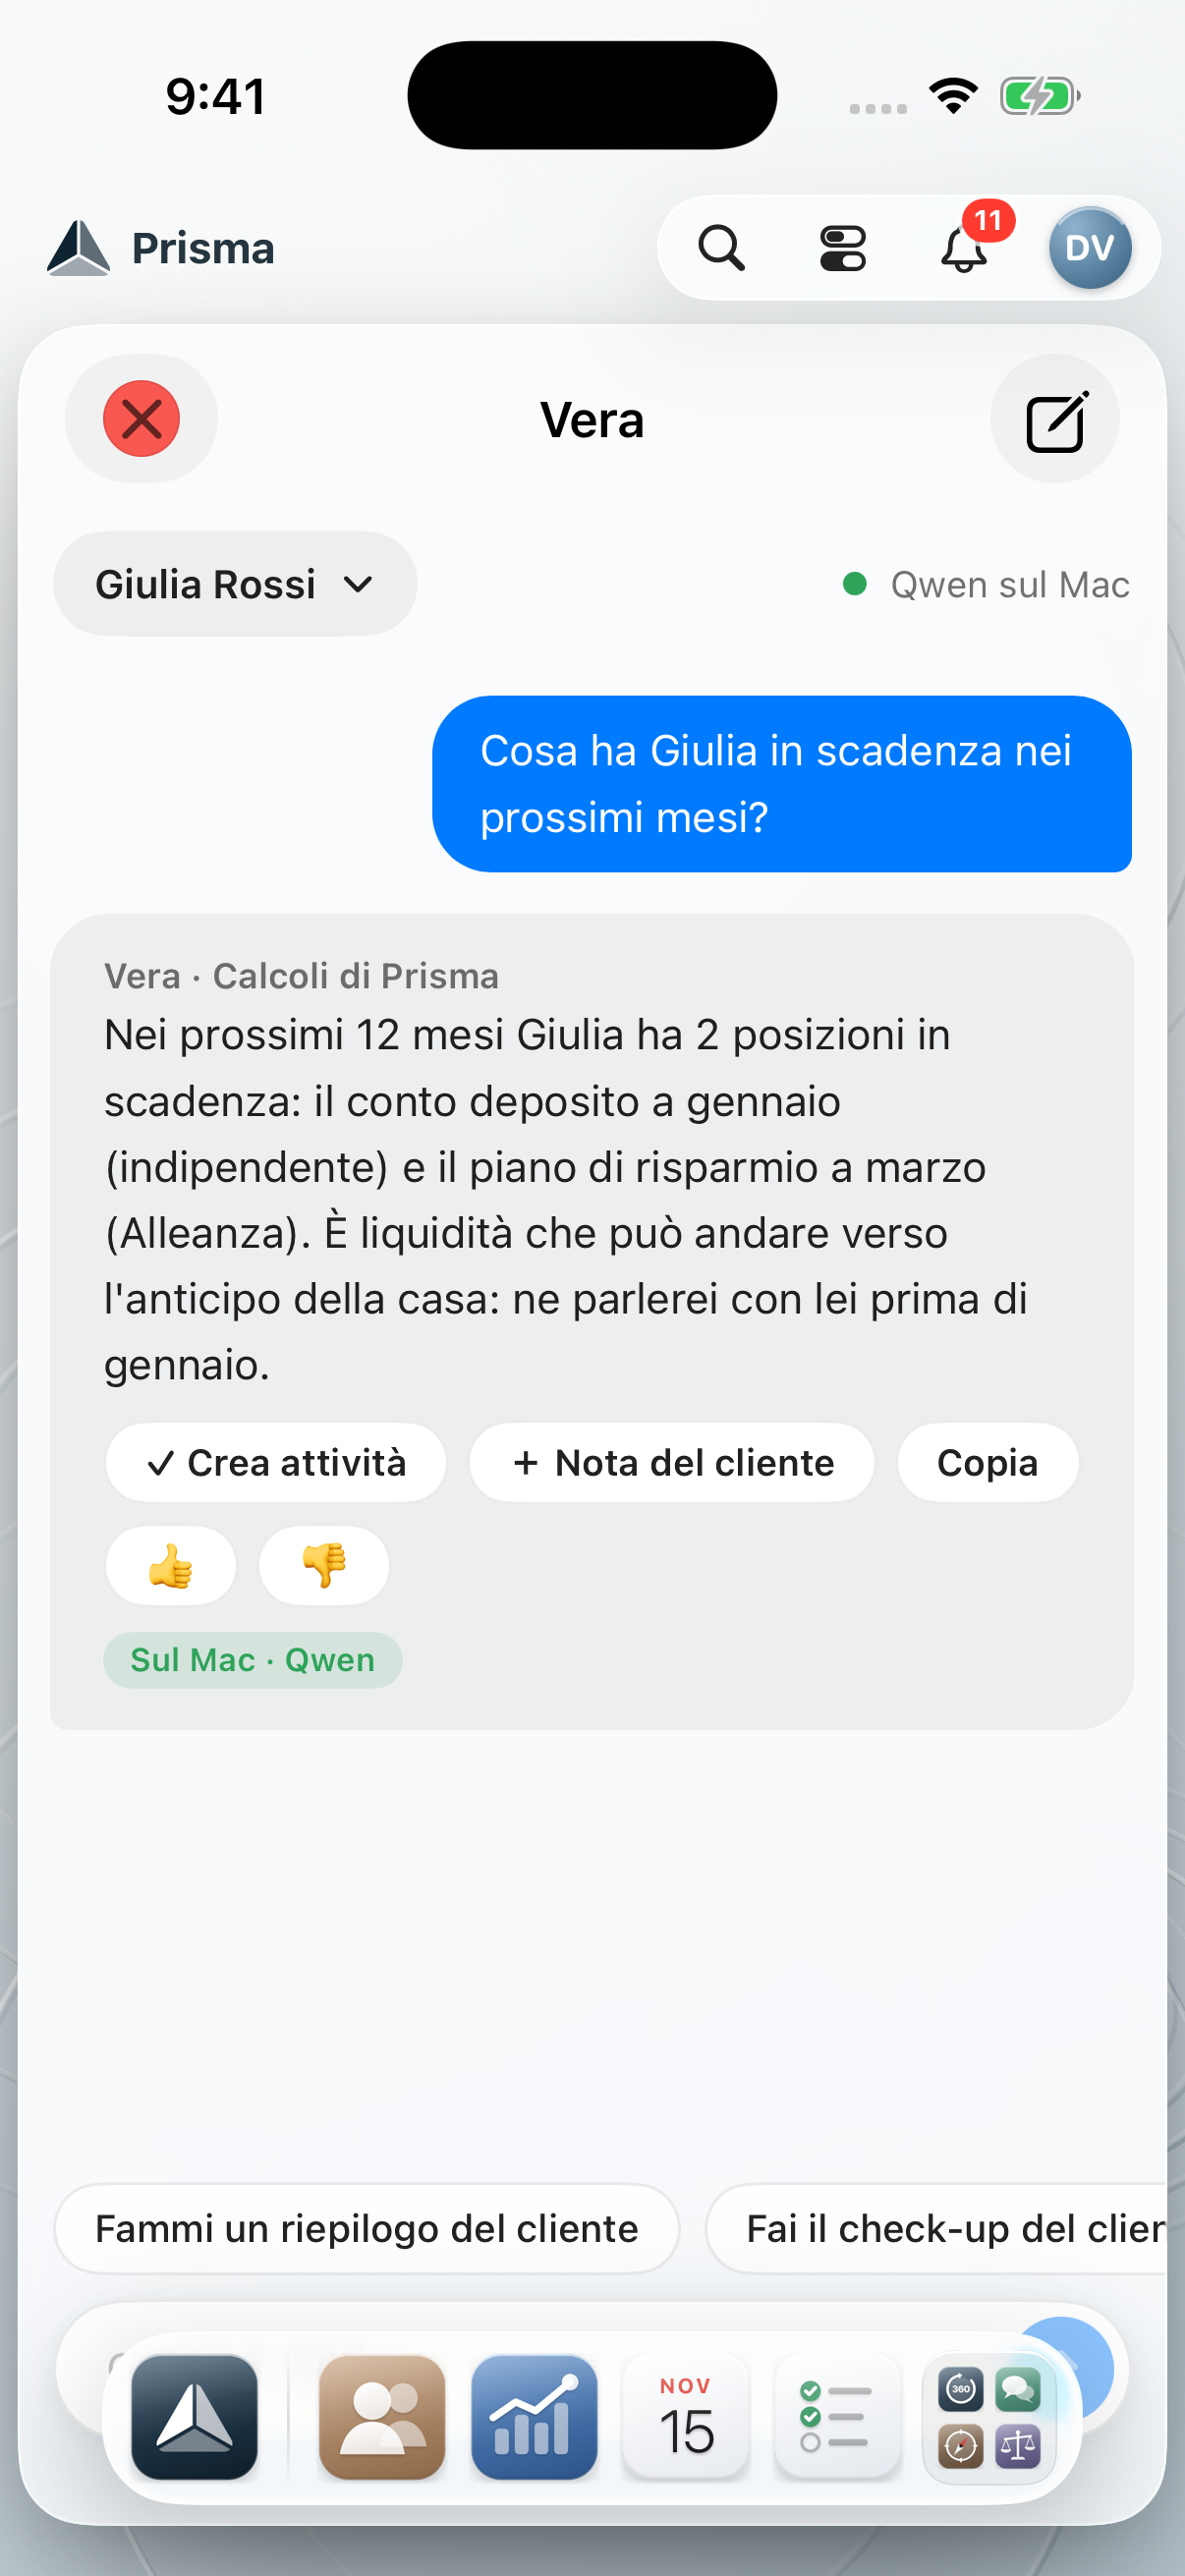 9:41
Prisma
11
DV
Vera
Giulia Rossi
Qwen sul Mac
Cosa ha Giulia in scadenza nei
prossimi mesi?
Vera · Calcoli di Prisma
Nei prossimi 12 mesi Giulia ha 2 posizioni in
scadenza: il conto deposito a gennaio
(indipendente) e il piano di risparmio a marzo
(Alleanza). È liquidità che può andare verso
l'anticipo della casa: ne parlerei con lei prima di
gennaio.
✓ Crea attività
+ Nota del cliente
Copia
👍 👎
Sul Mac · Qwen
Fammi un riepilogo del cliente
Fai il check-up del clien
NOV
15
360